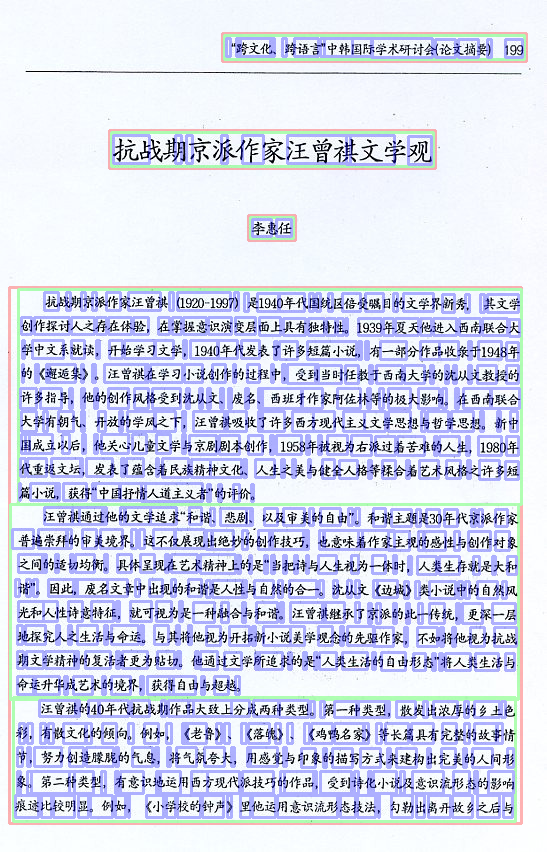 “跨文化、跨语言”中韩国际学术研讨会(论文摘要) 199
抗战期京派作家汪曾祺文学观
李惠任
抗战期京派作家汪曾祺（1920-1997）是1940年代国统区倍受瞩目的文学界新秀，其文学
创作探讨人之存在体验，在掌握意识演变层面上具有独特性。1939年夏天他进入西南联合大
学中文系就读，开始学习文学，1940年代发表了许多短篇小说，有一部分作品收录于1948年
的《邂逅集》。汪曾祺在学习小说创作的过程中，受到当时任教于西南大学的沈从文教授的
许多指导，他的创作风格受到沈从文、废名、西班牙作家阿佐林等的极大影响。在西南联合
大学有朝气、开放的学风之下，汪曾祺吸收了许多西方现代主义文学思想与哲学思想。新中
国成立以后，他关心儿童文学与京剧剧本创作，1958年被视为右派过着苦难的人生，1980年
代重返文坛，发表了蕴含着民族精神文化、人生之美与健全人格等揉合着艺术风格之许多短
篇小说，获得“中国抒情人道主义者”的评价。
汪曾祺通过他的文学追求“和谐、悲剧、以及审美的自由”。和谐主题是30年代京派作家
普遍崇拜的审美境界。这不仅展现出绝妙的创作技巧，也意味着作家主观的感性与创作对象
之间的适切均衡。具体呈现在艺术精神上的是“当把诗与人生视为一体时，人类生存就是大和
谐”。因此，废名文章中出现的和谐是人性与自然的合一。沈从文《边城》类小说中的自然风
光和人性诗意特征，就可视为是一种融合与和谐。汪曾祺继承了京派的此一传统，更深一层
地探究人之生活与命运。与其将他视为开拓新小说美学观念的先驱作家，不如将他视为抗战
期文学精神的复活者更为贴切。他通过文学所追求的是“人类生活的自由形态”将人类生活与
命运升华成艺术的境界，获得自由与超越。
汪曾祺的40年代抗战期作品大致上分成两种类型。第一种类型，散发出浓厚的乡土色
彩，有散文化的倾向。例如，《老鲁》、《落魄》、《鸡鸭名家》等长篇具有完整的故事情
节，努力创造朦胧的气息，将气氛夸大，用感觉与印象的描写方式来建构出完美的人间形
象。第二种类型，有意识地运用西方现代派技巧的作品，受到诗化小说及意识流形态的影响
痕迹比较明显。例如，《小学校的钟声》里他运用意识流形态技法，勾勒出离开故乡之后与